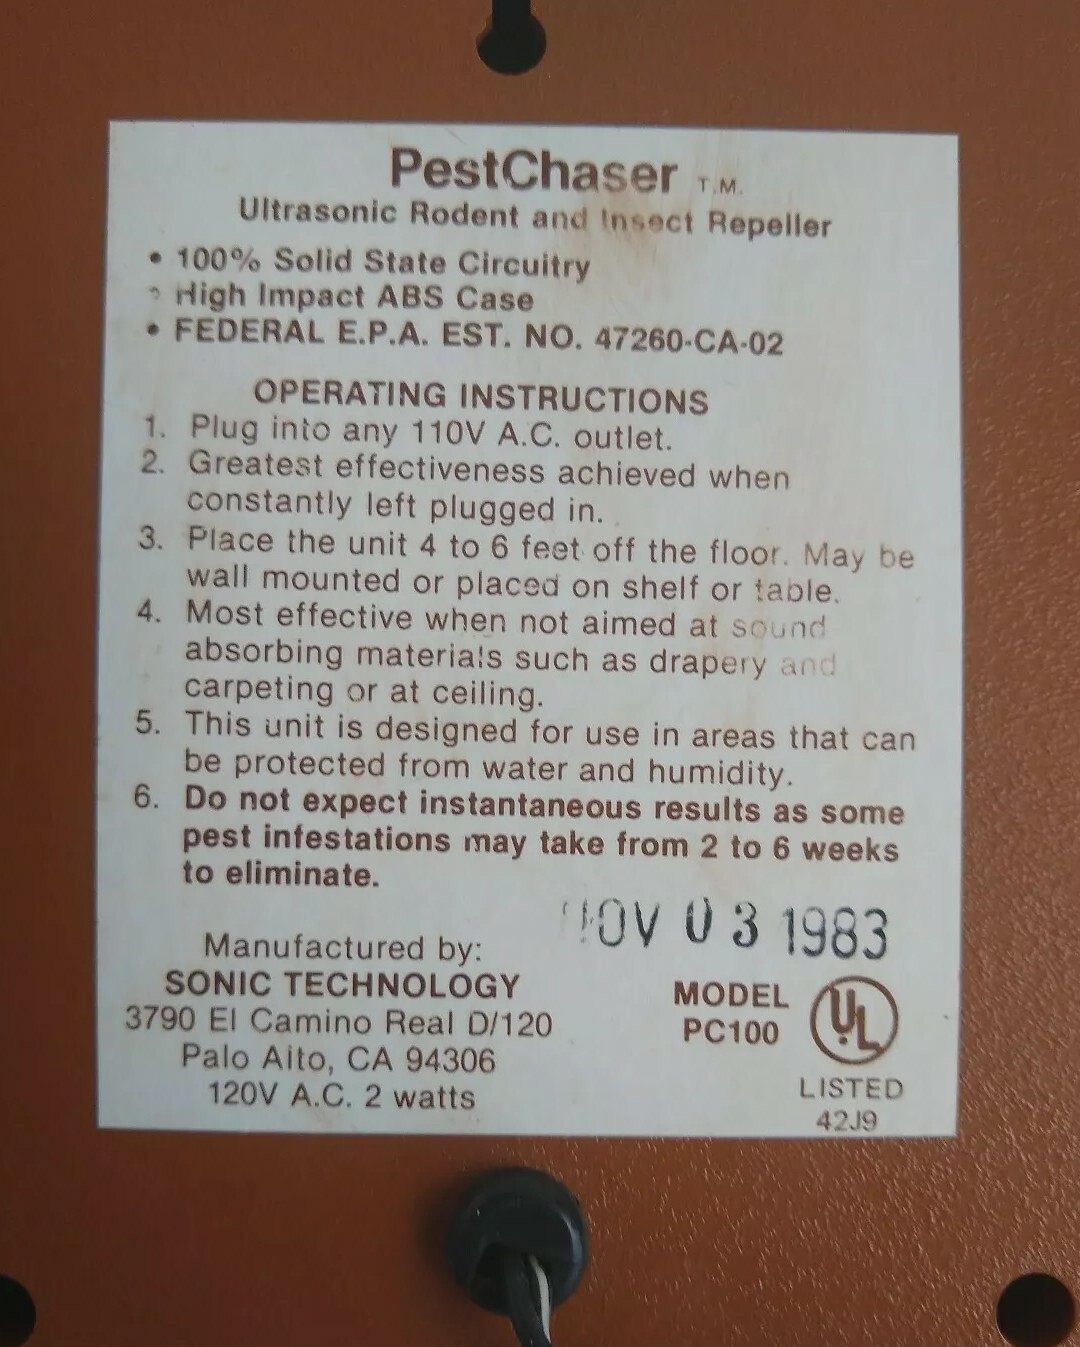 PestChaser T.M.
Ultrasonic Rodent and Insect Repeller
• 100% Solid State Circuitry
• High Impact ABS Case
• FEDERAL E.P.A. EST. NO. 47260-CA-02
OPERATING INSTRUCTIONS
1. Plug into any 110V A.C. outlet.
2. Greatest effectiveness achieved when
constantly left plugged in.
3. Place the unit 4 to 6 feet off the floor. May be
wall mounted or placed on shelf or table.
4. Most effective when not aimed at sound
absorbing materials such as drapery and
carpeting or at ceiling.
5. This unit is designed for use in areas that can
be protected from water and humidity.
6. Do not expect instantaneous results as some
pest infestations may take from 2 to 6 weeks
to eliminate.
NOV 03 1983
Manufactured by:
SONIC TECHNOLOGY
3790 El Camino Real D/120
Palo Alto, CA 94306
120V A.C. 2 watts
MODEL
PC100
UL
LISTED
42J9